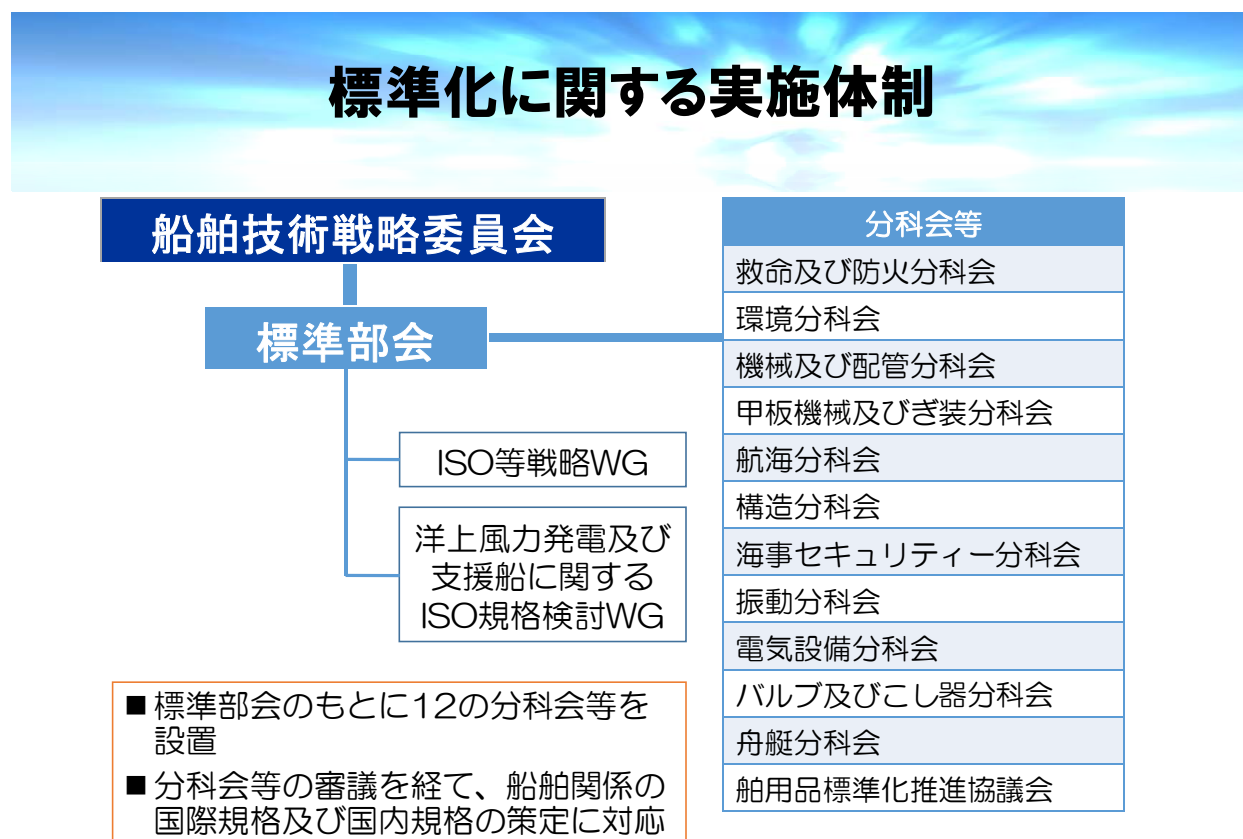 標準化に関する実施体制
船舶技術戦略委員会
標準部会
ISO等戦略WG
洋上風力発電及び
支援船に関する
ISO規格検討WG
■標準部会のもとに12の分科会等を
設置
■分科会等の審議を経て、船舶関係の
国際規格及び国内規格の策定に対応
分科会等
救命及び防火分科会
環境分科会
機械及び配管分科会
甲板機械及びぎ装分科会
航海分科会
構造分科会
海事セキュリティー分科会
振動分科会
電気設備分科会
バルブ及びこし器分科会
舟艇分科会
舶用品標準化推進協議会